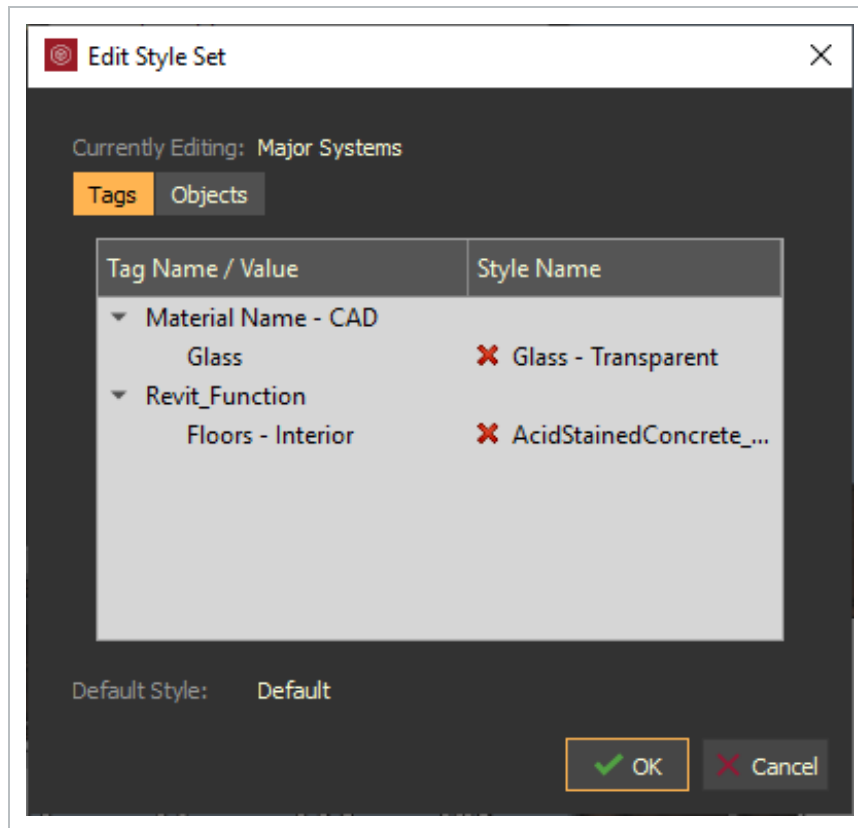 Edit Style Set
Currently Editing: Major Systems
Tags Objects
Tag Name / Value Style Name
Material Name - CAD
Glass Glass - Transparent
Revit_Function
Floors - Interior AcidStainedConcrete_...
Default Style: Default
OK Cancel